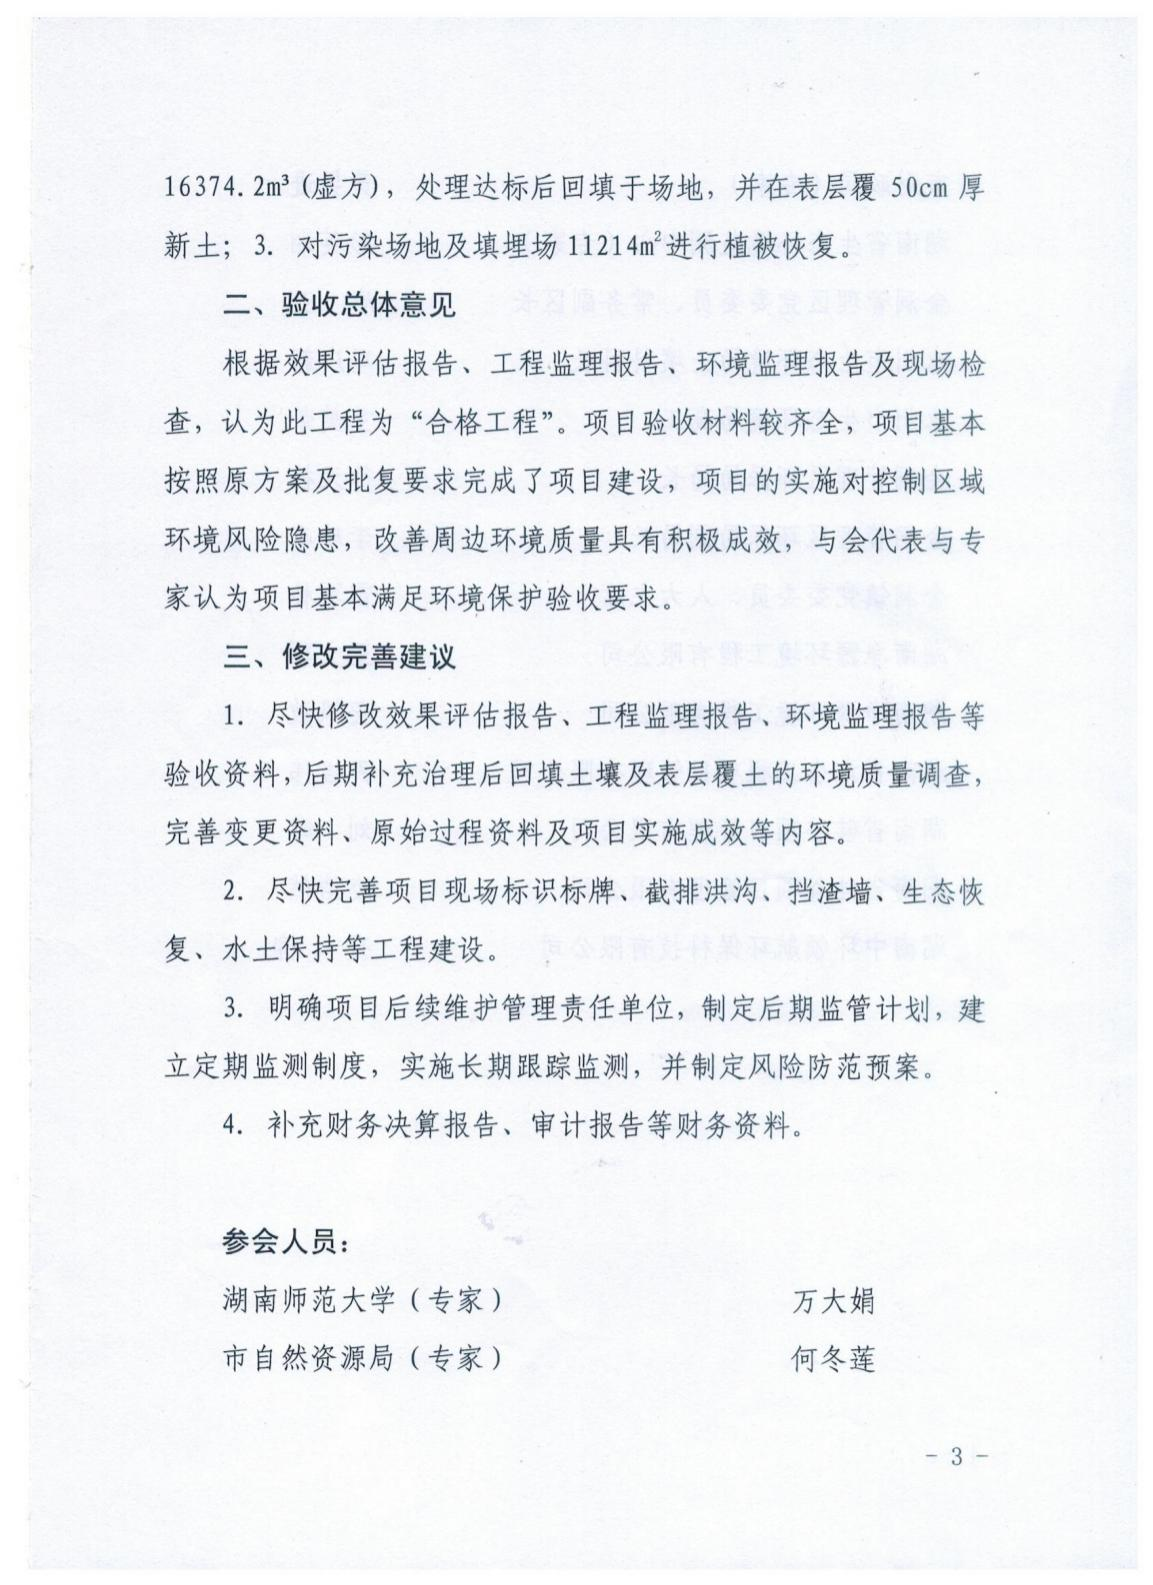 16374.2m³(虚方)，处理达标后回填于场地，并在表层覆 50cm 厚
新土；3. 对污染场地及填埋场 11214m²进行植被恢复。
二、验收总体意见
根据效果评估报告、工程监理报告、环境监理报告及现场检
查，认为此工程为“合格工程”。项目验收材料较齐全，项目基本
按照原方案及批复要求完成了项目建设，项目的实施对控制区域
环境风险隐患，改善周边环境质量具有积极成效，与会代表与专
家认为项目基本满足环境保护验收要求。
三、修改完善建议
1. 尽快修改效果评估报告、工程监理报告、环境监理报告等
验收资料，后期补充治理后回填土壤及表层覆土的环境质量调查，
完善变更资料、原始过程资料及项目实施成效等内容。
2. 尽快完善项目现场标识标牌、截排洪沟、挡渣墙、生态恢
复、水土保持等工程建设。
3. 明确项目后续维护管理责任单位，制定后期监管计划，建
立定期监测制度，实施长期跟踪监测，并制定风险防范预案。
4. 补充财务决算报告、审计报告等财务资料。
参会人员：
湖南师范大学（专家） 万大娟
市自然资源局（专家） 何冬莲
- 3 -